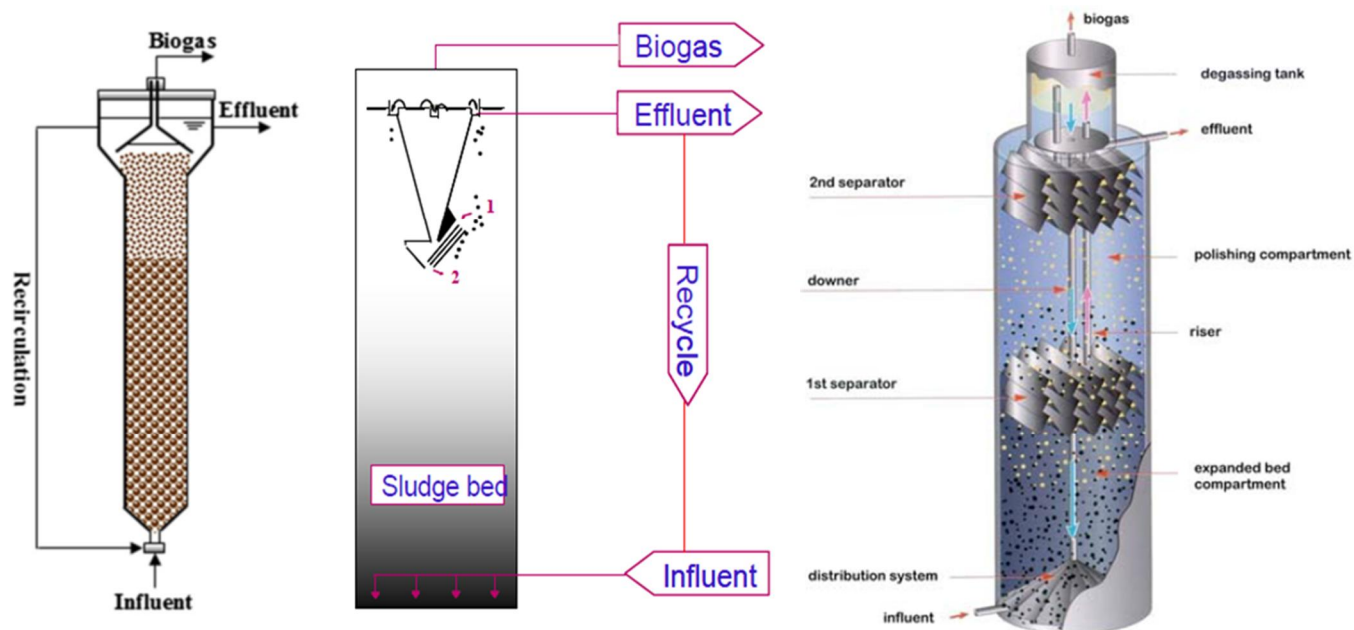 Biogas
Effluent
Recirculation
Influent
Biogas
Effluent
1
2
Recycle
Sludge bed
Influent
biogas
degassing tank
effluent
2nd separator
polishing compartment
downer
riser
1st separator
expanded bed
compartment
distribution system
influent